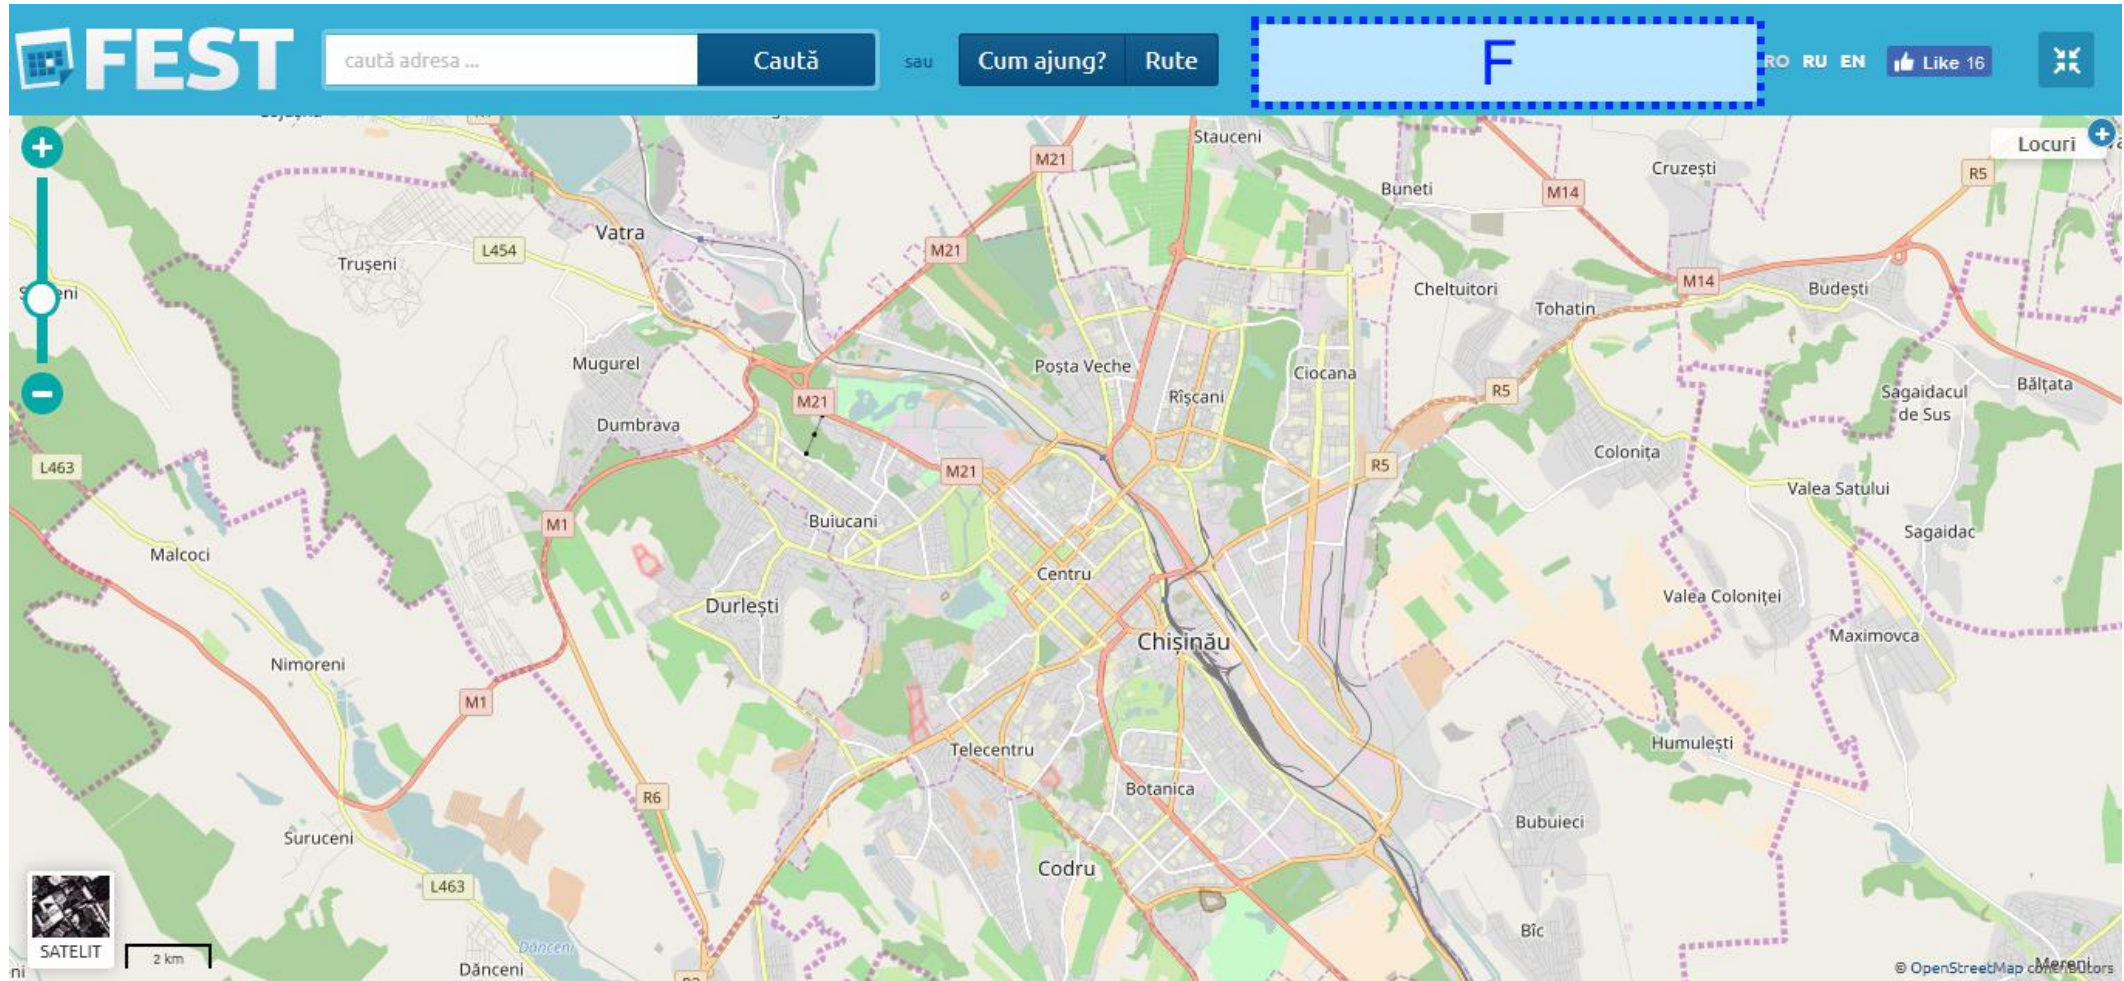 FEST
caută adresa ...
Caută
sau
Cum ajung?
Rute
F
RO RU EN
Like 16
Locuri
Stauceni
Cruzești
M21
R5
M14
Buneti
Vatra
L454
M21
Trușeni
M14
Cheltuitori
Budești
Tohatin
Mugurel
Poșta Veche
Ciocana
Bălțata
R5
Sagaidacul
de Sus
Rîșcani
M21
Dumbrava
Colonița
L463
M21
R5
Valea Satului
M1
Buiucani
Sagaidac
Malcoci
Centru
Valea Coloniței
Durlești
Maximovca
Chișinău
Nimoreni
M1
Telecentru
Humulești
Botanica
R6
Bubuieci
Suruceni
Codru
L463
Bîc
Dănceni
SATELIT
2 km
Dănceni
Mereni
© OpenStreetMap contributors